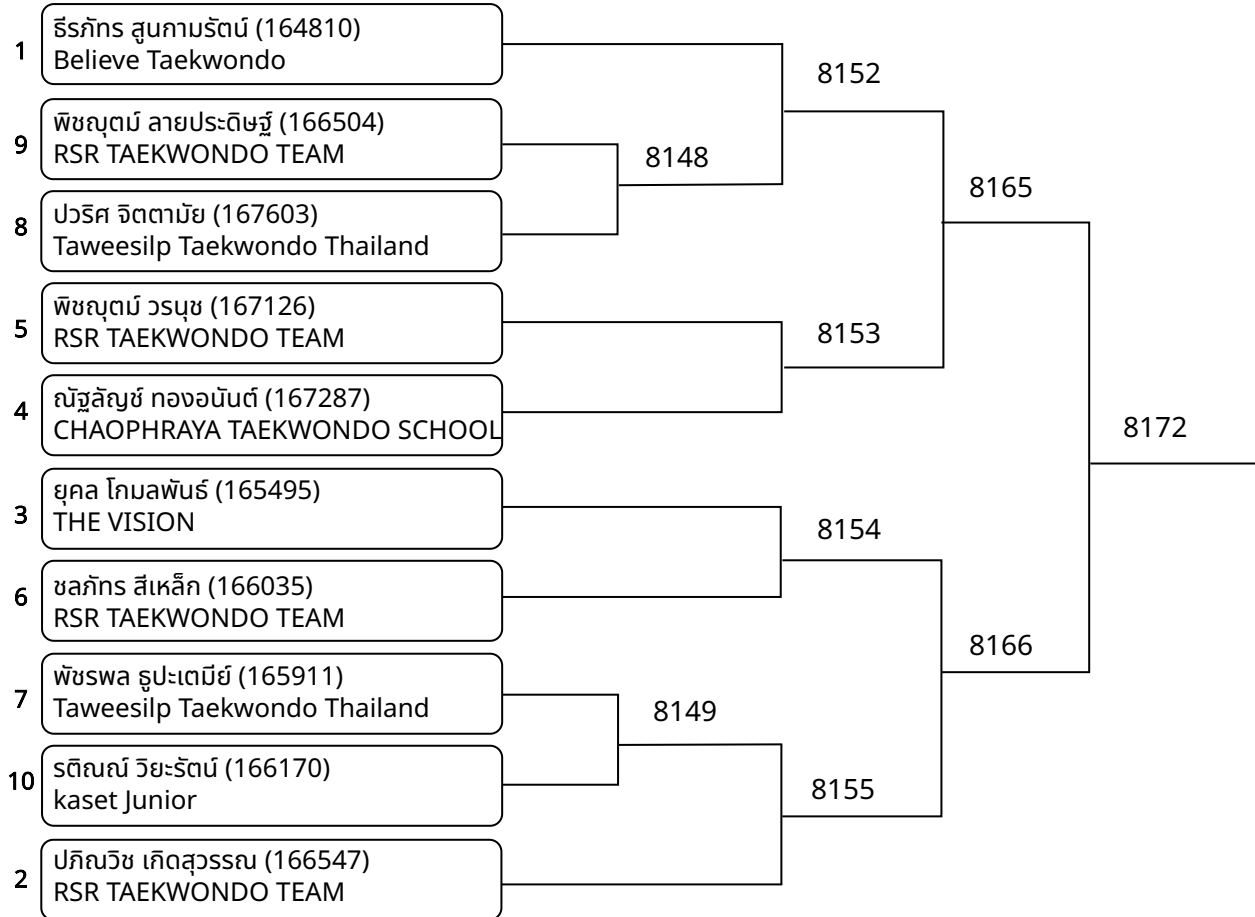 1
ธีรภัทร สูนกามรัตน์ (164810)
Believe Taekwondo
9
พิชญุตม์ ลายประดิษฐ์ (166504)
RSR TAEKWONDO TEAM
8
ปวริศ จิตตามัย (167603)
Taweesilp Taekwondo Thailand
5
พิชญุตม์ วรนุช (167126)
RSR TAEKWONDO TEAM
4
ณัฐลัญช์ ทองอนันต์ (167287)
CHAOPHRAYA TAEKWONDO SCHOOL
3
ยุคล โกมลพันธ์ (165495)
THE VISION
6
ชลภัทร สีเหล็ก (166035)
RSR TAEKWONDO TEAM
7
พัชรพล ธูปะเตมีย์ (165911)
Taweesilp Taekwondo Thailand
10
รติณณ์ วิยะรัตน์ (166170)
kaset Junior
2
ปภิณวิช เกิดสุวรรณ (166547)
RSR TAEKWONDO TEAM
8148
8149
8152
8153
8154
8155
8165
8166
8172